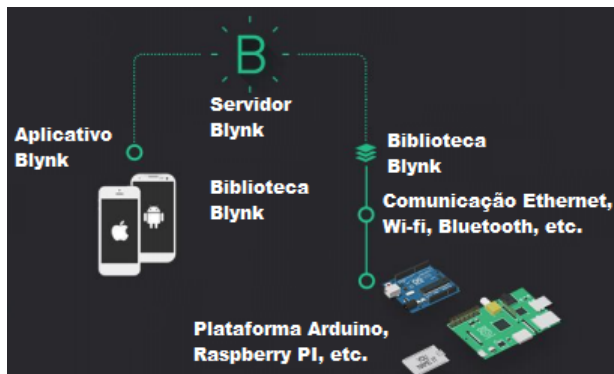 B
Servidor
Blynk
Aplicativo
Blynk
Biblioteca
Blynk
Biblioteca
Blynk
Comunicação Ethernet,
Wi-fi, Bluetooth, etc.
Plataforma Arduino,
Raspberry PI, etc.